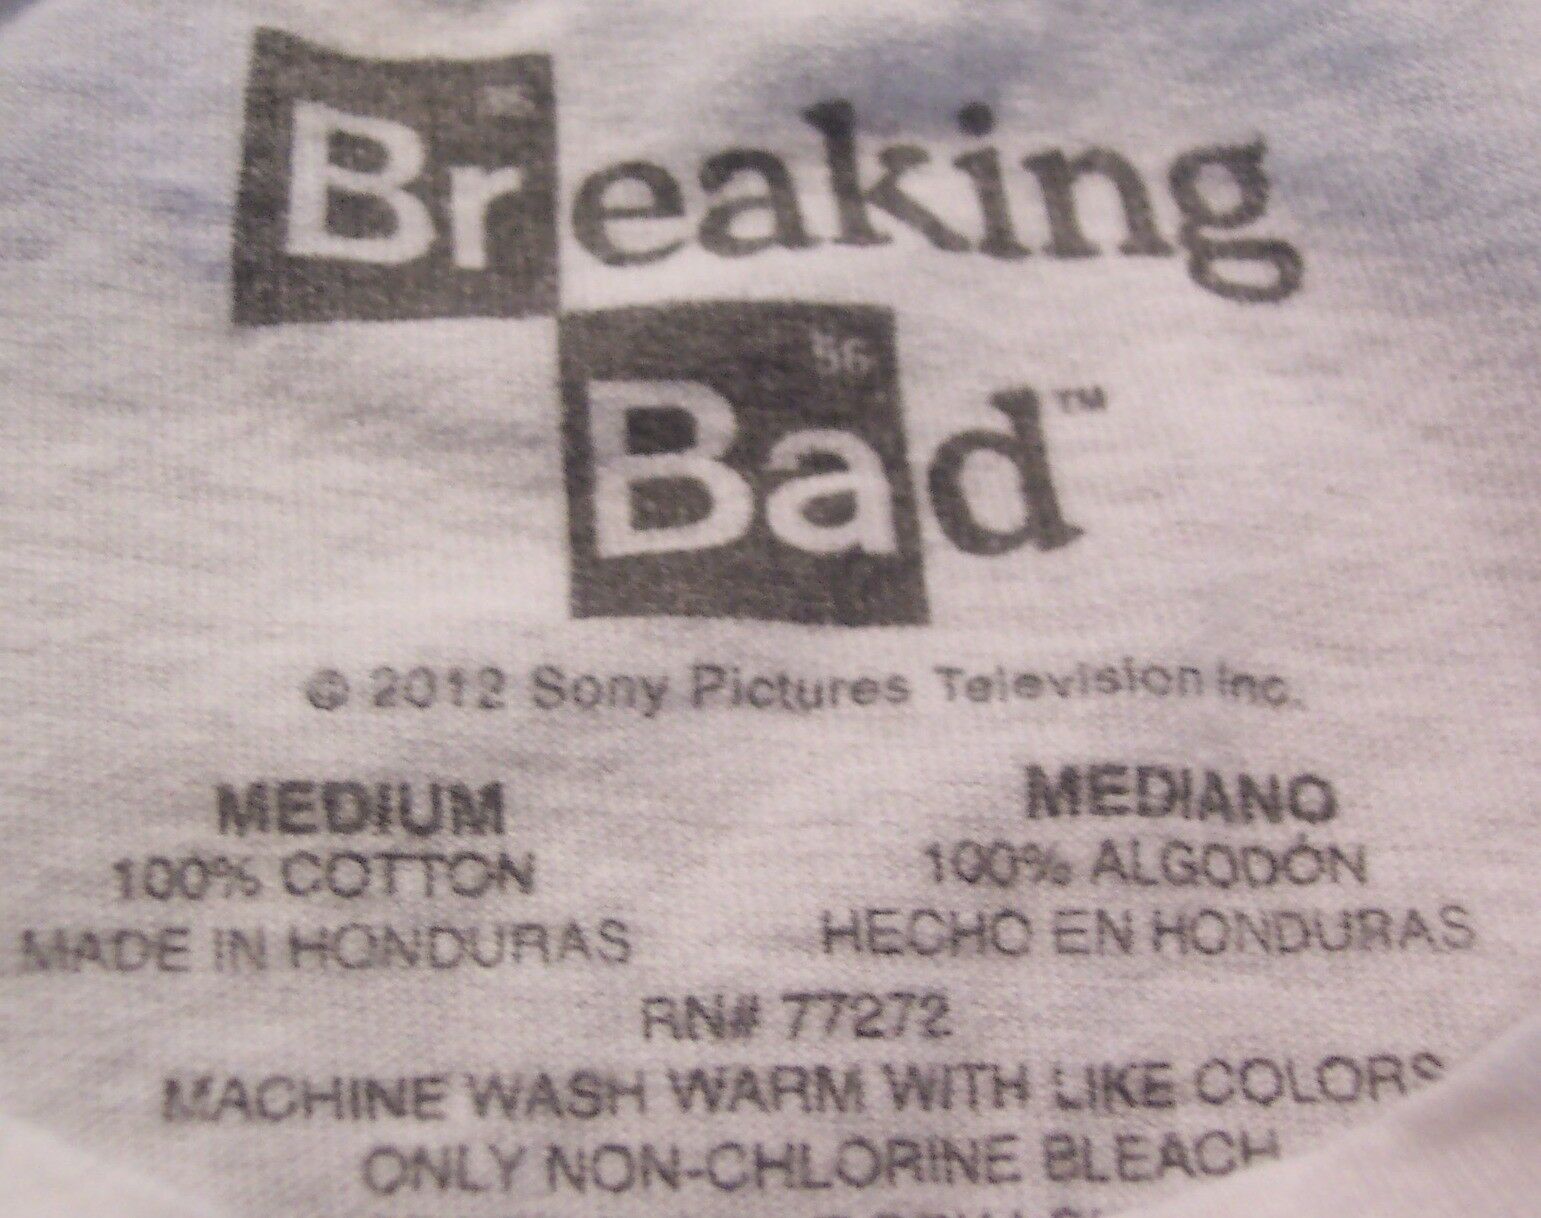 Breaking
56
Bad™
© 2012 Sony Pictures Television Inc.
MEDIUM
100% COTTON
MADE IN HONDURAS
MEDIANO
100% ALGODÓN
HECHO EN HONDURAS
RN# 77272
MACHINE WASH WARM WITH LIKE COLORS
ONLY NON-CHLORINE BLEACH